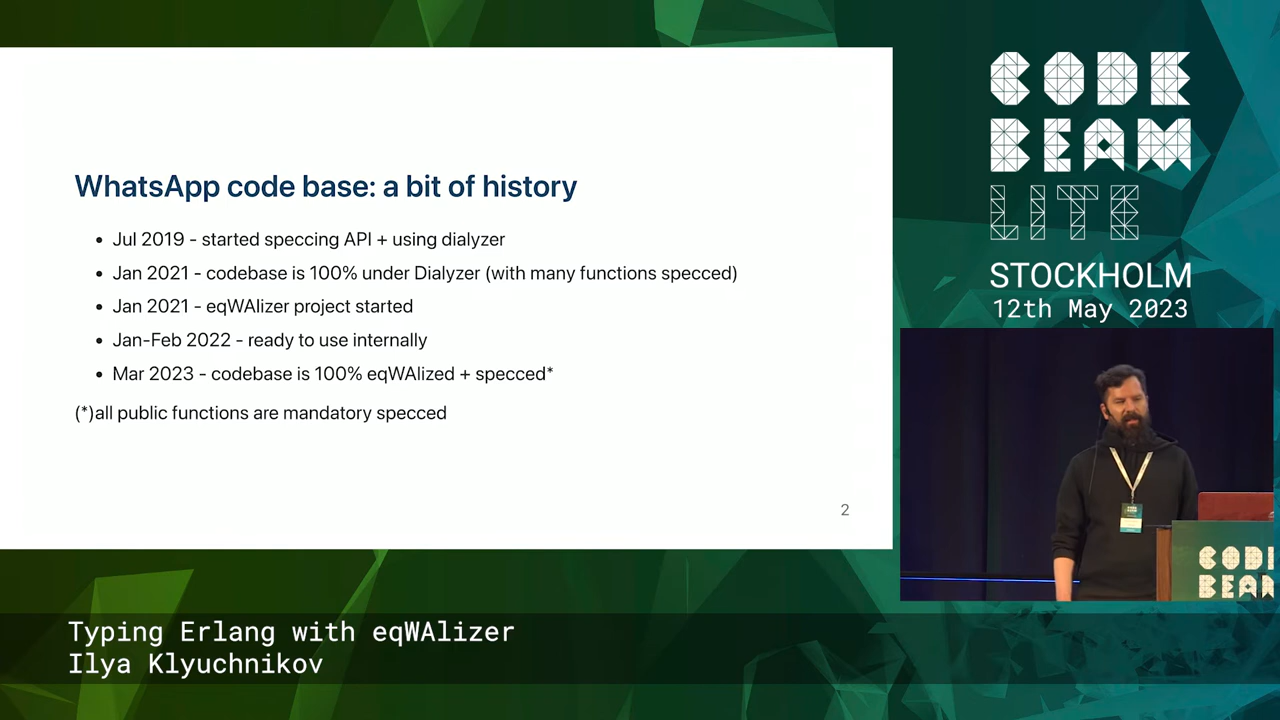 WhatsApp code base: a bit of history
• Jul 2019 - started speccing API + using dialyzer
• Jan 2021 - codebase is 100% under Dialyzer (with many functions specced)
• Jan 2021 - eqWAlizer project started
• Jan-Feb 2022 - ready to use internally
• Mar 2023 - codebase is 100% eqWAlized + specced*
(*)all public functions are mandatory specced
2
CODE
BEAM
LITE
STOCKHOLM
12th May 2023
CODE
BEAM
Typing Erlang with eqWAlizer
Ilya Klyuchnikov